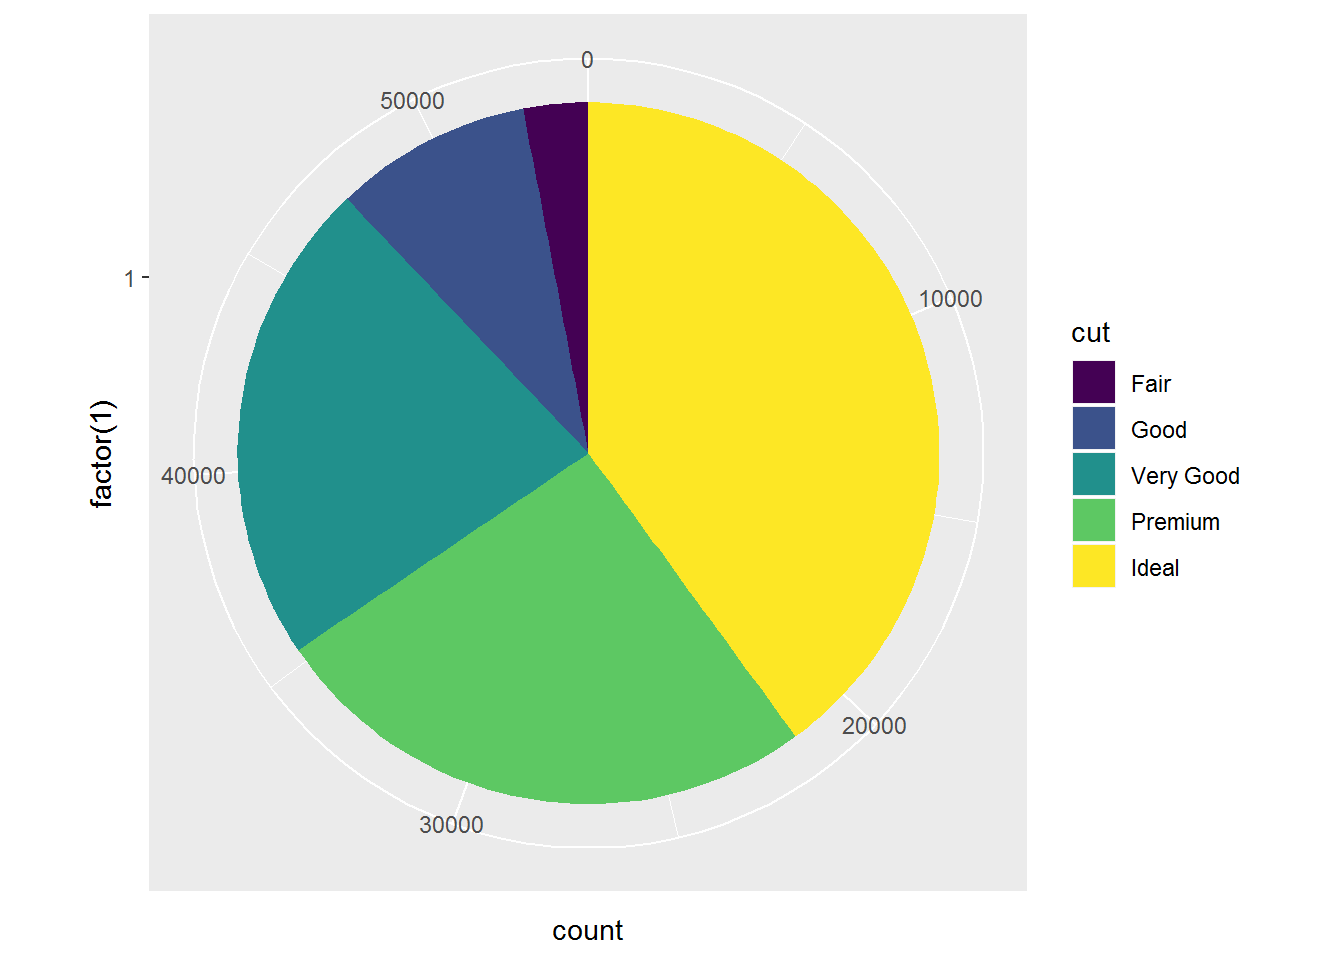 0
50000
10000
1
40000
20000
30000
factor(1)
count
cut
Fair
Good
Very Good
Premium
Ideal